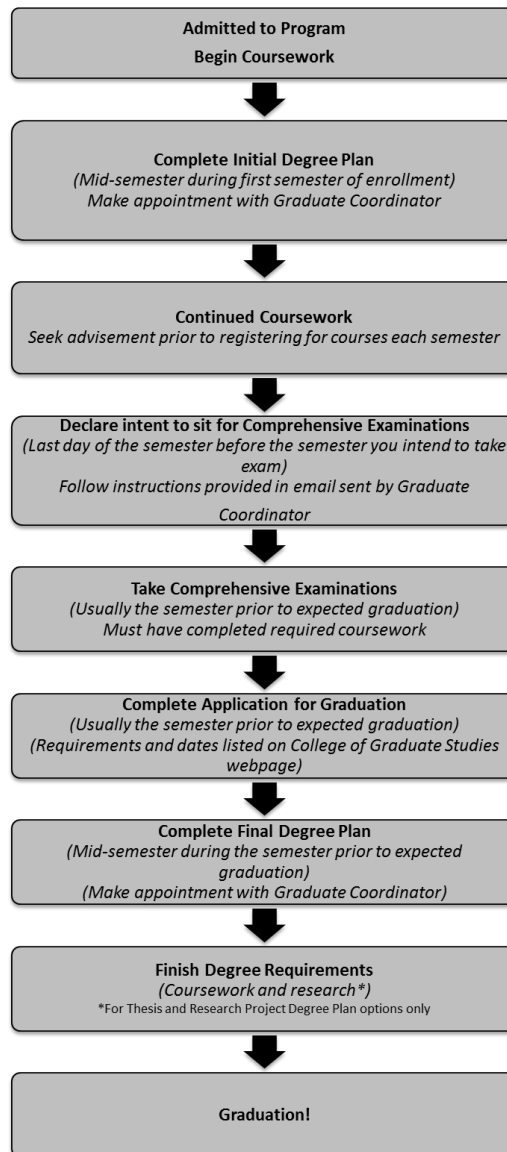 Admitted to Program
Begin Coursework
Complete Initial Degree Plan
(Mid-semester during first semester of enrollment)
Make appointment with Graduate Coordinator
Continued Coursework
Seek advisement prior to registering for courses each semester
Declare intent to sit for Comprehensive Examinations
(Last day of the semester before the semester you intend to take
exam)
Follow instructions provided in email sent by Graduate
Coordinator
Take Comprehensive Examinations
(Usually the semester prior to expected graduation)
Must have completed required coursework
Complete Application for Graduation
(Usually the semester prior to expected graduation)
(Requirements and dates listed on College of Graduate Studies
webpage)
Complete Final Degree Plan
(Mid-semester during the semester prior to expected
graduation)
(Make appointment with Graduate Coordinator)
Finish Degree Requirements
(Coursework and research*)
*For Thesis and Research Project Degree Plan options only
Graduation!